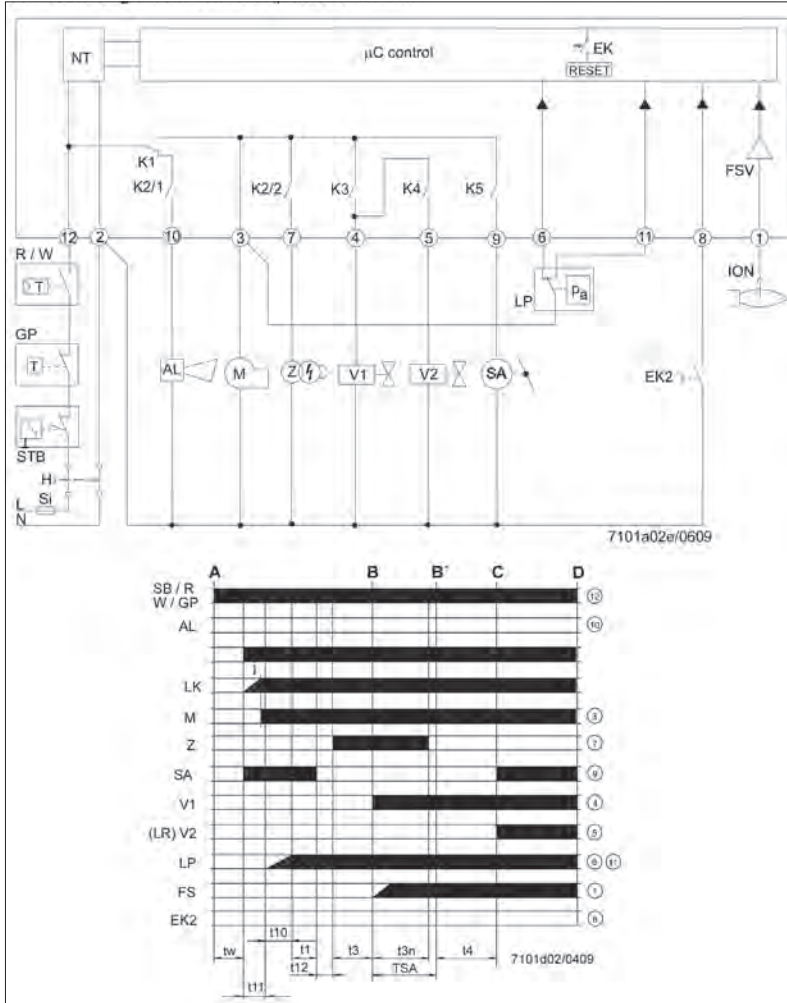 NT
µC control
EK
RESET
FSV
K1
K2/1
K2/2
K3
K4
K5
12 2 10 3 7 4 5 9 6 11 8 1
R / W
T
LP
Pa
ION
GP
T
AL
M
Z
V1
V2
SA
EK2
STB
H
Si
L
N
7101a02e/0609
A B B' C D
SB / R
W / GP
12
AL
10
LK
M
3
Z
7
SA
9
V1
4
(LR) V2
5
LP
6 11
FS
1
EK2
t10
tw t1 t3 t3n t4
7101d02/0409
t12 TSA
t11